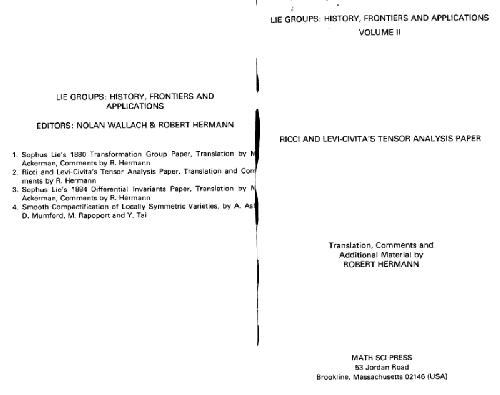 LIE GROUPS: HISTORY, FRONTIERS AND
APPLICATIONS
EDITORS: NOLAN WALLACH & ROBERT HERMANN
1. Sophus Lie's 1880 Transformation Group Paper, Translation by
Ackerman, Comments by R. Hermann
2. Ricci and Levi-Civita's Tensor Analysis Paper, Translation and Com
ments by R. Hermann
3. Sophus Lie's 1884 Differential Invariants Paper, Translation by
Ackerman, Comments by R. Hermann
4. Smooth Compactification of Locally Symmetric Varieties, by A.
D. Mumford, M. Rapoport and Y. Tai
LIE GROUPS: HISTORY, FRONTIERS AND APPLICATIONS
VOLUME II
RICCI AND LEVI-CIVITA'S TENSOR ANALYSIS PAPER
Translation, Comments and
Additional Material by
ROBERT HERMANN
MATH SCI PRESS
53 Jordan Road
Brookline, Massachusetts 02146 (USA)